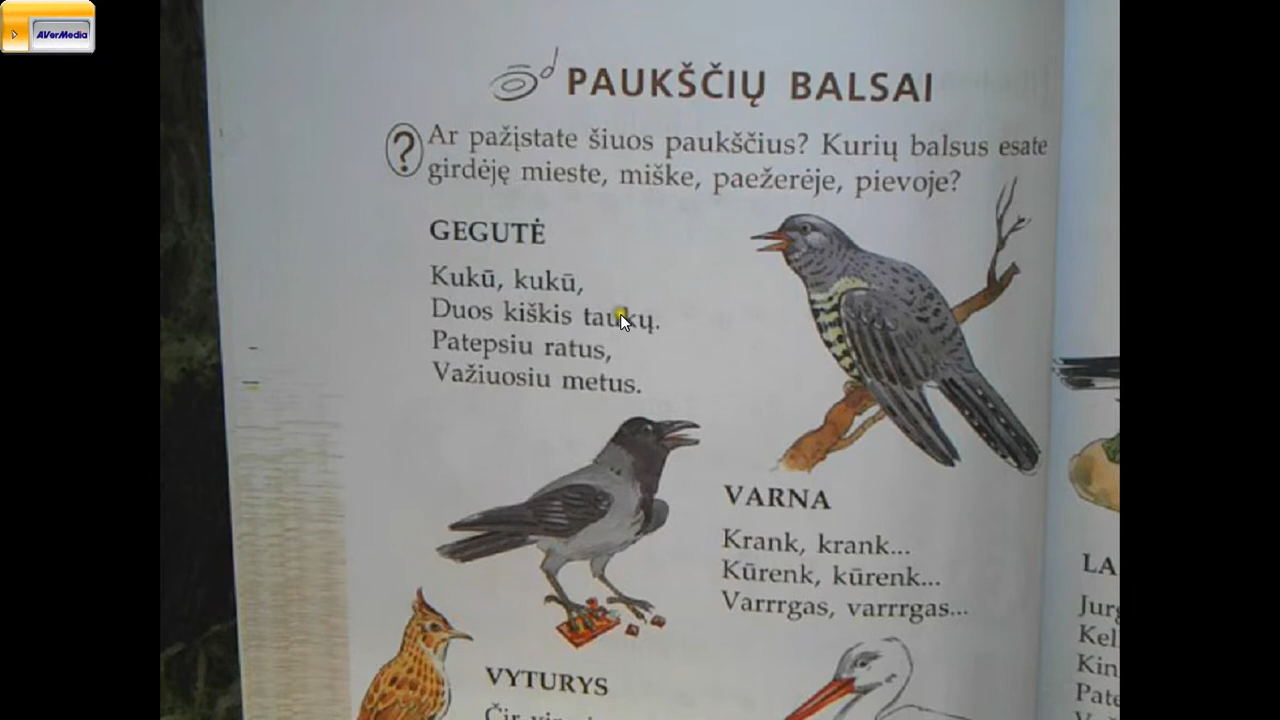 AVerMedia
PAUKŠČIŲ BALSAI
Ar pažįstate šiuos paukščius? Kurių balsus esate
girdėję mieste, miške, paežerėje, pievoje?
GEGUTĖ
Kukū, kukū,
Duos kiškis taukų.
Patepsiu ratus,
Važiuosiu metus.
VARNA
Krank, krank...
Kūrenk, kūrenk...
Varrrgas, varrrgas...
VYTURYS